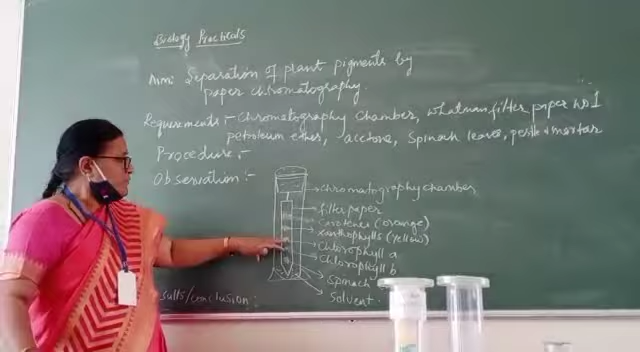 Biology Practicals
Aim: Separation of plant pigments by
paper chromatography.
Requirements:- Chromatography Chamber, whatman filter paper no 1
petroleum ether, acetone, Spinach leaves, pestle & mortar
Procedure:-
Observation:-
Chromatography chamber
filter paper
Carotenes (orange)
Xanthophylls (yellow)
Chlorophyll a
Chlorophyll b
Spinach
Solvent
/conclusion: